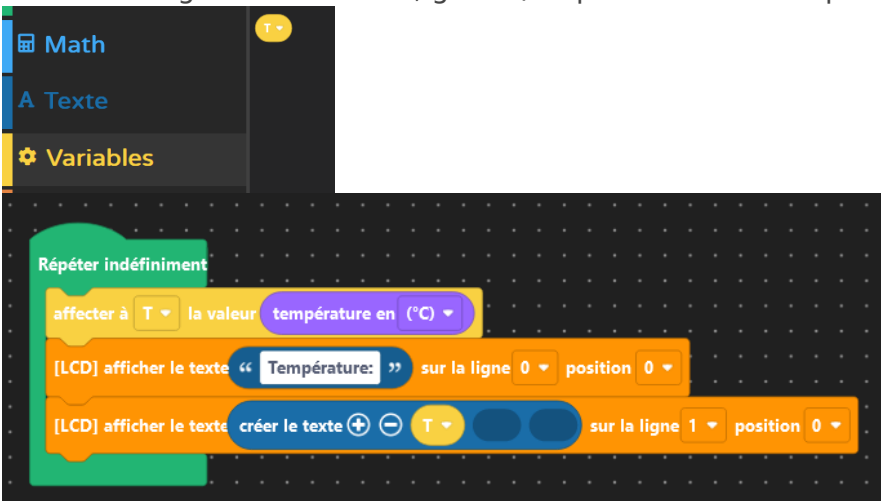 T
Math
A Texte
Variables
Répéter indéfiniment
affecter à T la valeur température en (°C)
[LCD] afficher le texte “ Température: ” sur la ligne 0 position 0
[LCD] afficher le texte créer le texte + - T sur la ligne 1 position 0